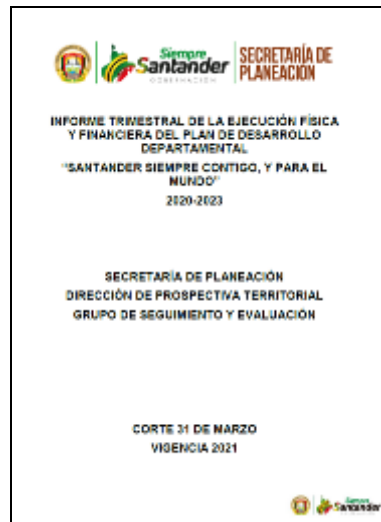 Siempre
Santander
GOBERNACIÓN
SECRETARÍA DE
PLANEACIÓN
INFORME TRIMESTRAL DE LA EJECUCIÓN FÍSICA
Y FINANCIERA DEL PLAN DE DESARROLLO
DEPARTAMENTAL
"SANTANDER SIEMPRE CONTIGO, Y PARA EL
MUNDO"
2020-2023
SECRETARÍA DE PLANEACIÓN
DIRECCIÓN DE PROSPECTIVA TERRITORIAL
GRUPO DE SEGUIMIENTO Y EVALUACIÓN
CORTE 31 DE MARZO
VIGENCIA 2021
Siempre
Santander